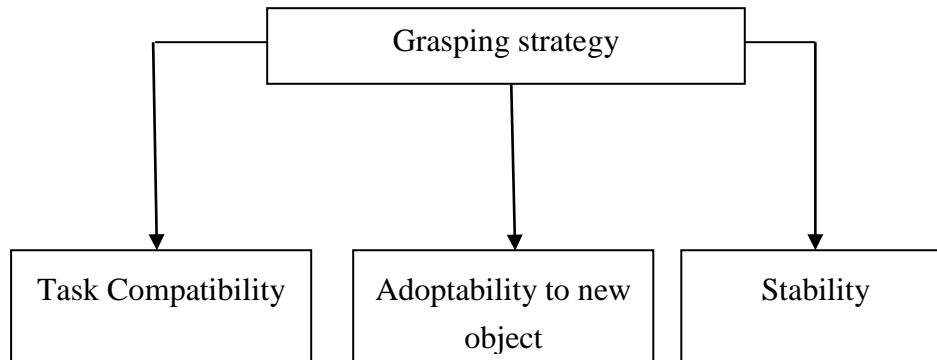 Grasping strategy
Task Compatibility
Adoptability to new
object
Stability